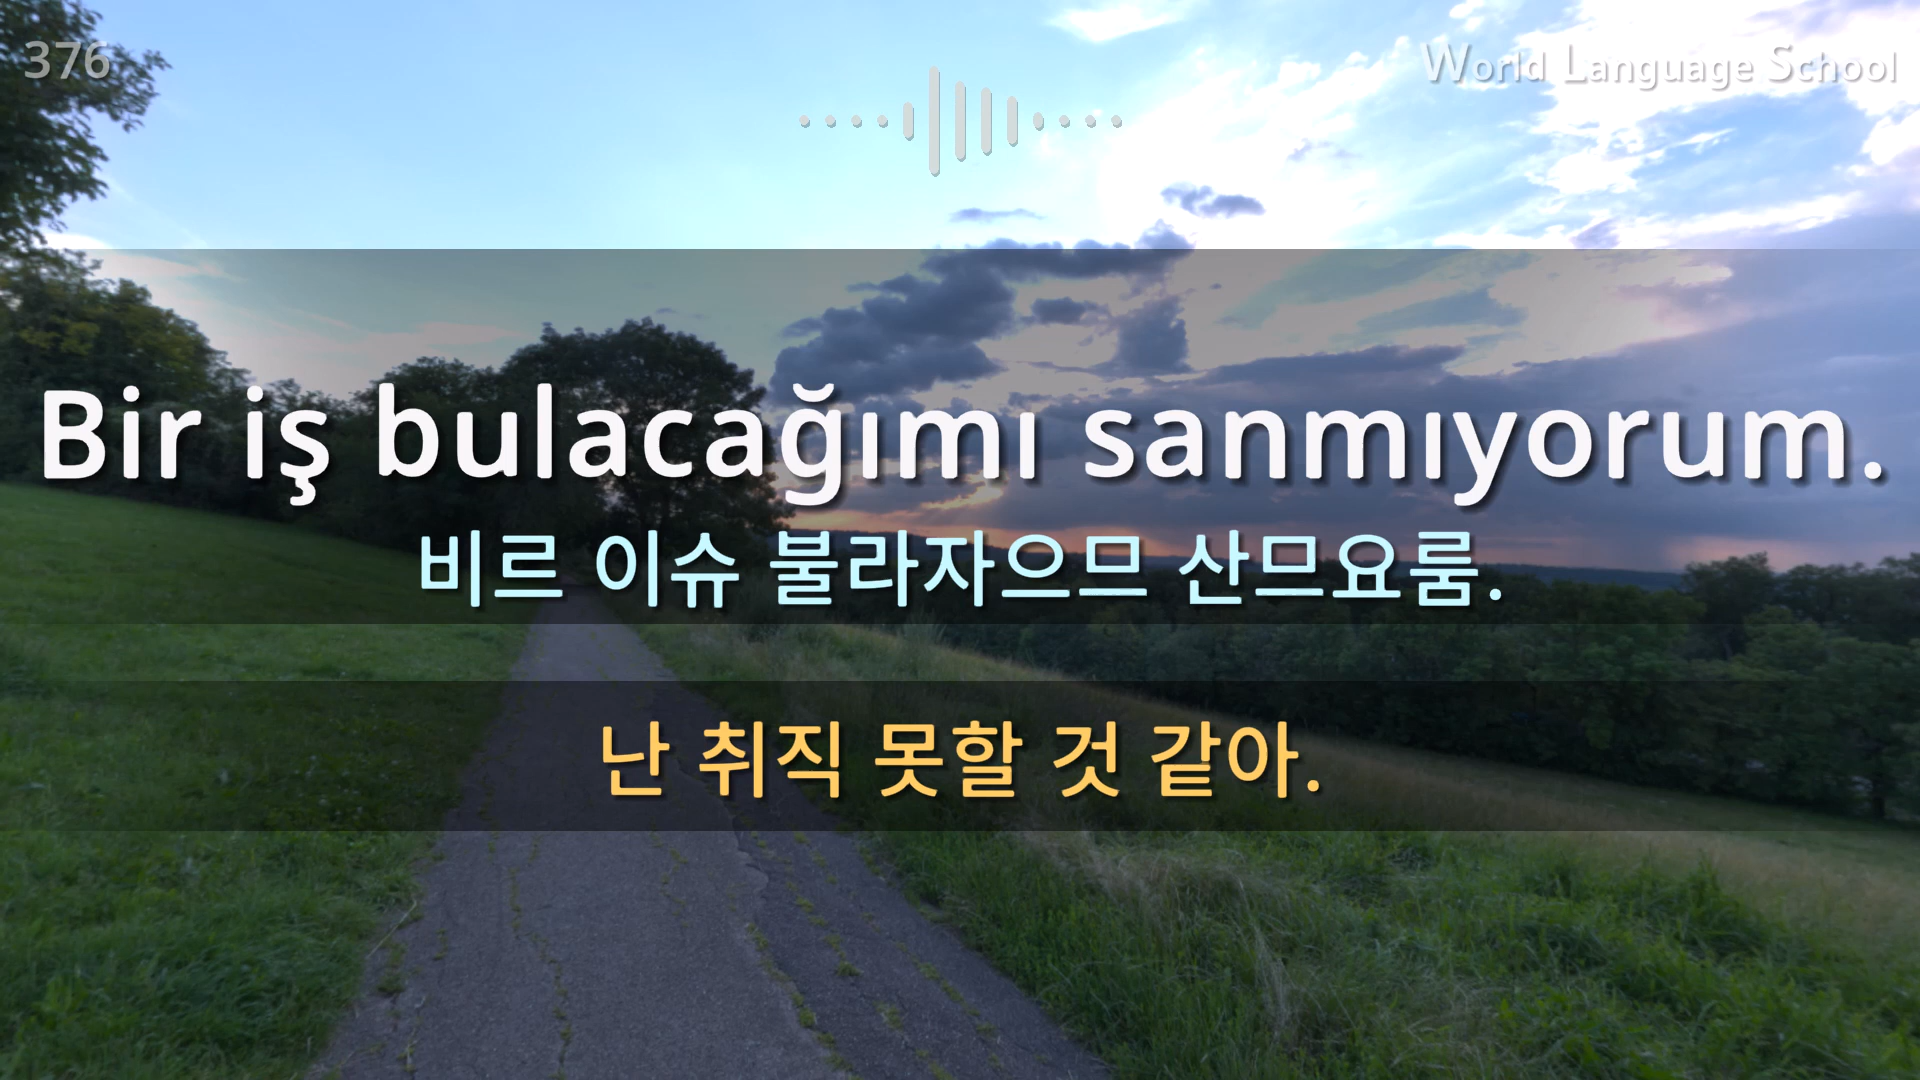 376
World Language School
Bir iş bulacağımı sanmıyorum.
비르 이슈 불라자으므 산므요룸.
난 취직 못할 것 같아.